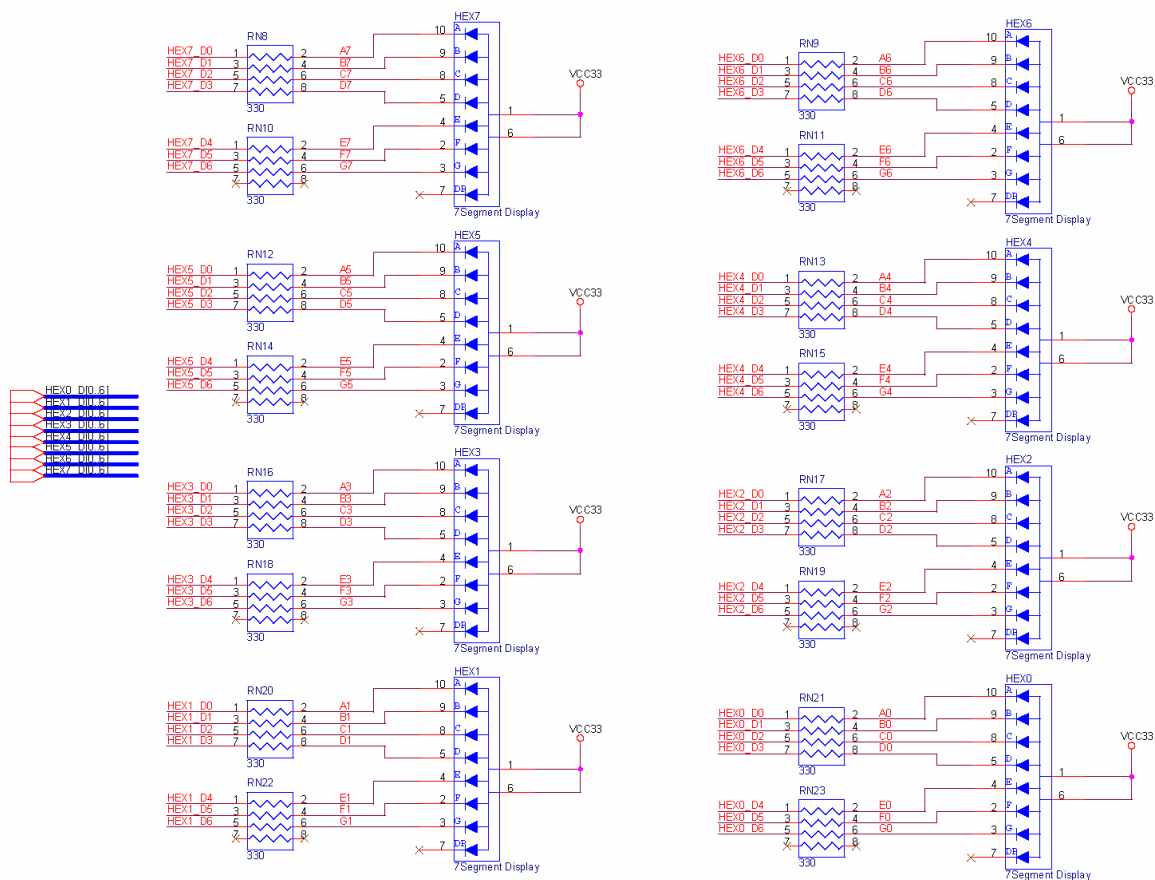 HEX7
RN8
HEX7_D0 1 2 A7 10 A
HEX7_D1 3 4 B7 9 B
HEX7_D2 5 6 C7 8 C
HEX7_D3 7 8 D7 5 D
330
VCC33
1
6
RN10
4 E
HEX7_D4 1 2 E7 2 F
HEX7_D5 3 4 F7
HEX7_D6 5 6 G7 3 G
7 8
330
7 DP
7Segment Display
HEX6
RN9
HEX6_D0 1 2 A6 10 A
HEX6_D1 3 4 B6 9 B
HEX6_D2 5 6 C6 8 C
HEX6_D3 7 8 D6 5 D
330
VCC33
1
6
RN11
4 E
HEX6_D4 1 2 E6 2 F
HEX6_D5 3 4 F6
HEX6_D6 5 6 G6 3 G
7 8
330
7 DP
7Segment Display
HEX5
RN12
HEX5_D0 1 2 A5 10 A
HEX5_D1 3 4 B5 9 B
HEX5_D2 5 6 C5 8 C
HEX5_D3 7 8 D5 5 D
330
VCC33
1
6
RN14
4 E
HEX5_D4 1 2 E5 2 F
HEX5_D5 3 4 F5
HEX5_D6 5 6 G5 3 G
7 8
330
7 DP
7Segment Display
HEX4
RN13
HEX4_D0 1 2 A4 10 A
HEX4_D1 3 4 B4 9 B
HEX4_D2 5 6 C4 8 C
HEX4_D3 7 8 D4 5 D
330
VCC33
1
6
RN15
4 E
HEX4_D4 1 2 E4 2 F
HEX4_D5 3 4 F4
HEX4_D6 5 6 G4 3 G
7 8
330
7 DP
7Segment Display
HEX0_D[0..6]
HEX1_D[0..6]
HEX2_D[0..6]
HEX3_D[0..6]
HEX4_D[0..6]
HEX5_D[0..6]
HEX6_D[0..6]
HEX7_D[0..6]
HEX3
RN16
HEX3_D0 1 2 A3 10 A
HEX3_D1 3 4 B3 9 B
HEX3_D2 5 6 C3 8 C
HEX3_D3 7 8 D3 5 D
330
VCC33
1
6
RN18
4 E
HEX3_D4 1 2 E3 2 F
HEX3_D5 3 4 F3
HEX3_D6 5 6 G3 3 G
7 8
330
7 DP
7Segment Display
HEX2
RN17
HEX2_D0 1 2 A2 10 A
HEX2_D1 3 4 B2 9 B
HEX2_D2 5 6 C2 8 C
HEX2_D3 7 8 D2 5 D
330
VCC33
1
6
RN19
4 E
HEX2_D4 1 2 E2 2 F
HEX2_D5 3 4 F2
HEX2_D6 5 6 G2 3 G
7 8
330
7 DP
7Segment Display
HEX1
RN20
HEX1_D0 1 2 A1 10 A
HEX1_D1 3 4 B1 9 B
HEX1_D2 5 6 C1 8 C
HEX1_D3 7 8 D1 5 D
330
VCC33
1
6
RN22
4 E
HEX1_D4 1 2 E1 2 F
HEX1_D5 3 4 F1
HEX1_D6 5 6 G1 3 G
7 8
330
7 DP
7Segment Display
HEX0
RN21
HEX0_D0 1 2 A0 10 A
HEX0_D1 3 4 B0 9 B
HEX0_D2 5 6 C0 8 C
HEX0_D3 7 8 D0 5 D
330
VCC33
1
6
RN23
4 E
HEX0_D4 1 2 E0 2 F
HEX0_D5 3 4 F0
HEX0_D6 5 6 G0 3 G
7 8
330
7 DP
7Segment Display